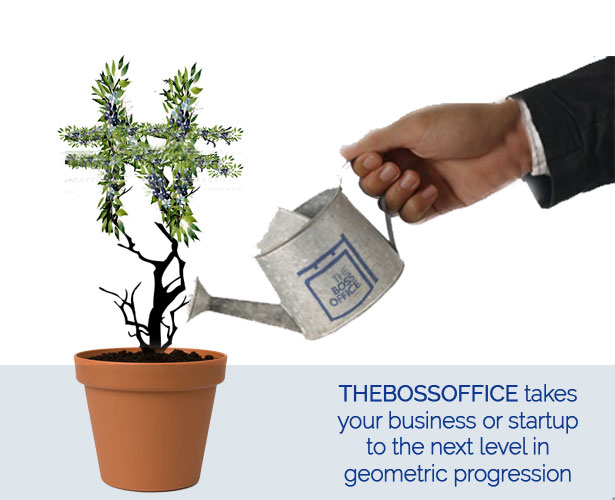 THE
BOSS
OFFICE
THEBOSSOFFICE takes
your business or startup
to the next level in
geometric progression